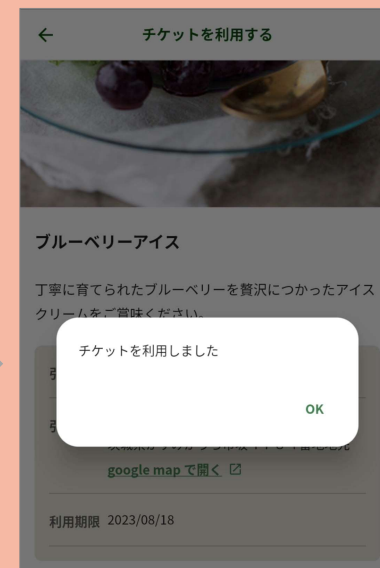 チケットを利用する
ブルーベリーアイス
丁寧に育てられたブルーベリーを贅沢につかったアイス
クリームをご賞味ください。
チケットを利用しました
OK
google map で開く
利用期限 2023/08/18